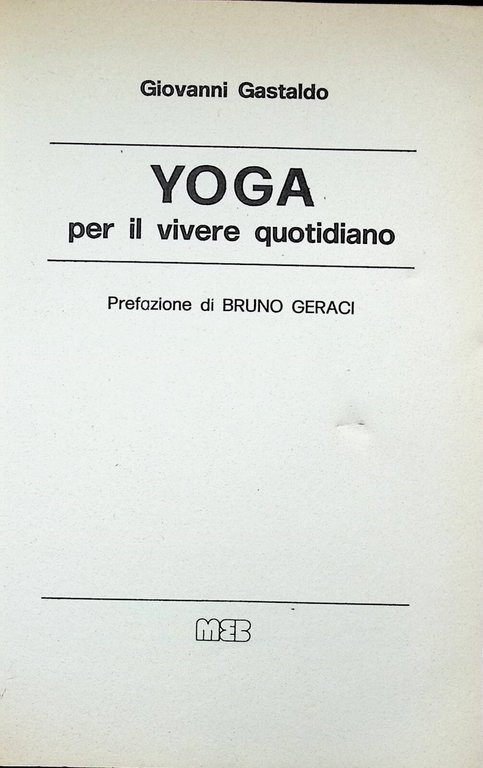 Giovanni Gastaldo
YOGA
per il vivere quotidiano
Prefazione di BRUNO GERACI
MEB